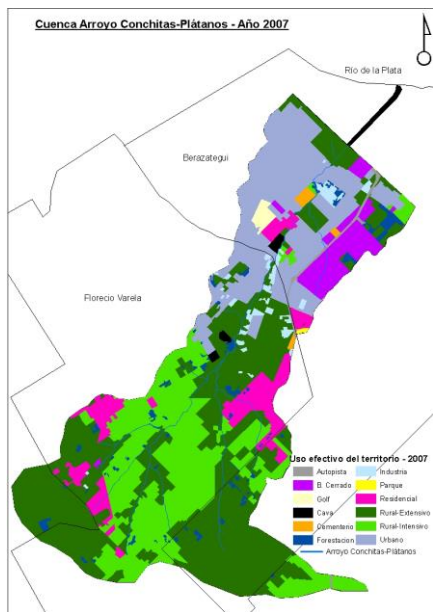 Cuenca Arroyo Conchitas-Plátanos - Año 2007
Río de la Plata
Berazategui
Florecio Varela
Uso efectivo del territorio - 2007
Autopista
B. Cerrado
Golf
Cava
Cementerio
Forestacion
Industria
Parque
Residencial
Rural-Extensivo
Rural-Intensivo
Urbano
Arroyo Conchitas-Plátanos